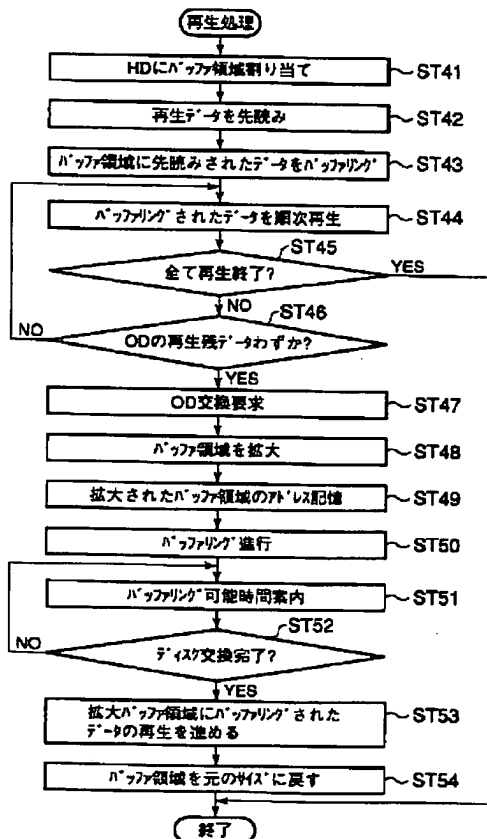 再生処理
HDにバッファ領域割り当て
ST41
再生データを先読み
ST42
バッファ領域に先読みされたデータをバッファリング
ST43
バッファリングされたデータを順次再生
ST44
ST45
全て再生終了?
YES
NO
ST46
ODの再生残データわずか?
NO
YES
OD交換要求
ST47
バッファ領域を拡大
ST48
拡大されたバッファ領域のアドレス記憶
ST49
バッファリング進行
ST50
バッファリング可能時間案内
ST51
ST52
ディスク交換完了?
NO
YES
拡大バッファ領域にバッファリングされた
データの再生を進める
ST53
バッファ領域を元のサイズに戻す
ST54
終了